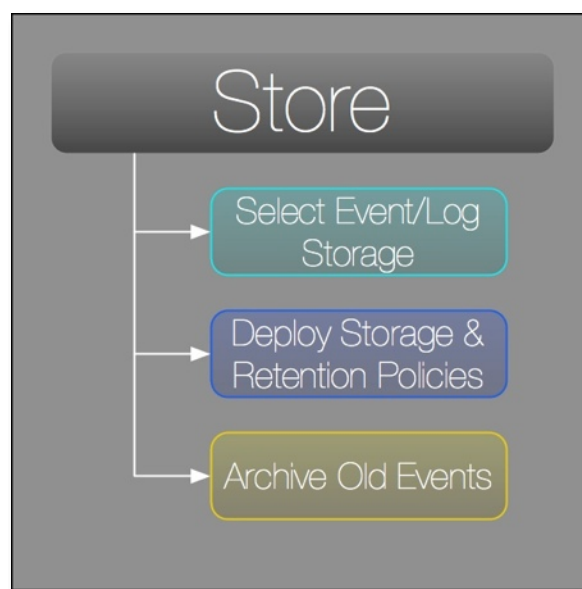 Store
Select Event/Log
Storage
Deploy Storage &
Retention Policies
Archive Old Events